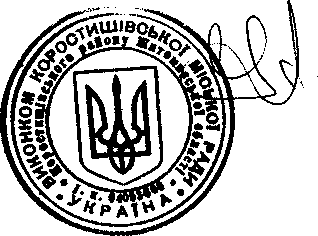 ВИКОНКОМ КОРОСТИШІВСЬКОЇ МІСЬКОЇ РАДИ
Коростишівського району Житомирської області
УКРАЇНА